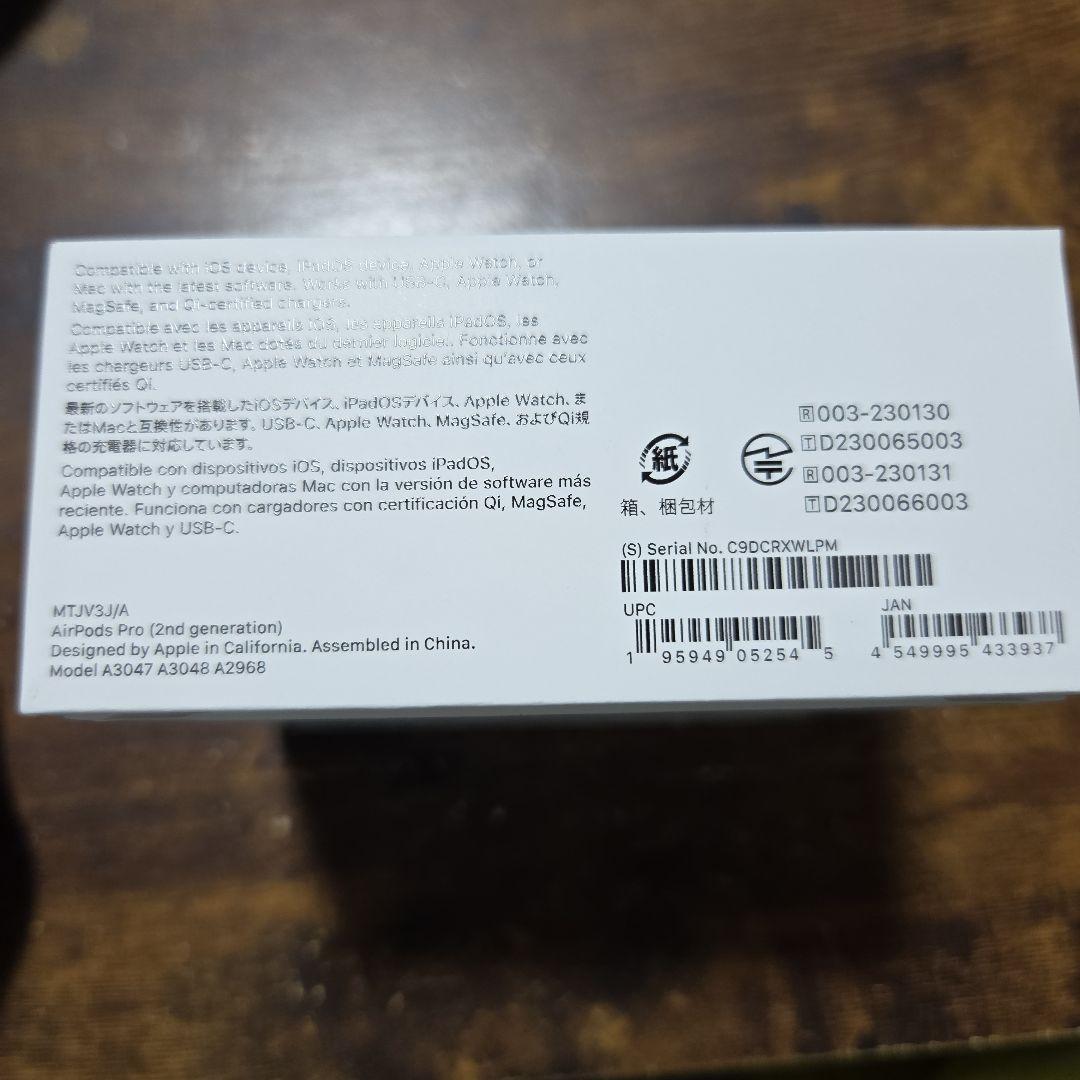 Compatible with iOS device, iPadOS device, Apple Watch, or
Mac with the latest software. Works with USB-C, Apple Watch,
MagSafe, and Qi-certified chargers.
Compatible avec les appareils iOS, les appareils iPadOS, les
Apple Watch et les Mac dotés du dernier logiciel. Fonctionne avec
les chargeurs USB-C, Apple Watch et MagSafe ainsi qu'avec ceux
certifiés Qi.
最新のソフトウェアを搭載したiOSデバイス、iPadOSデバイス、Apple Watch、ま
たはMacと互換性があります。USB-C、Apple Watch、MagSafe、およびQi規
格の充電器に対応しています。
Compatible con dispositivos iOS, dispositivos iPadOS,
Apple Watch y computadoras Mac con la versión de software más
reciente. Funciona con cargadores con certificación Qi, MagSafe,
Apple Watch y USB-C.
MTJV3J/A
AirPods Pro (2nd generation)
Designed by Apple in California. Assembled in China.
Model A3047 A3048 A2968
紙
箱、梱包材
R 003-230130
T D230065003
R 003-230131
T D230066003
(S) Serial No. C9DCRXWLPM
UPC
1 95949 05254 5
JAN
4 549995 433937